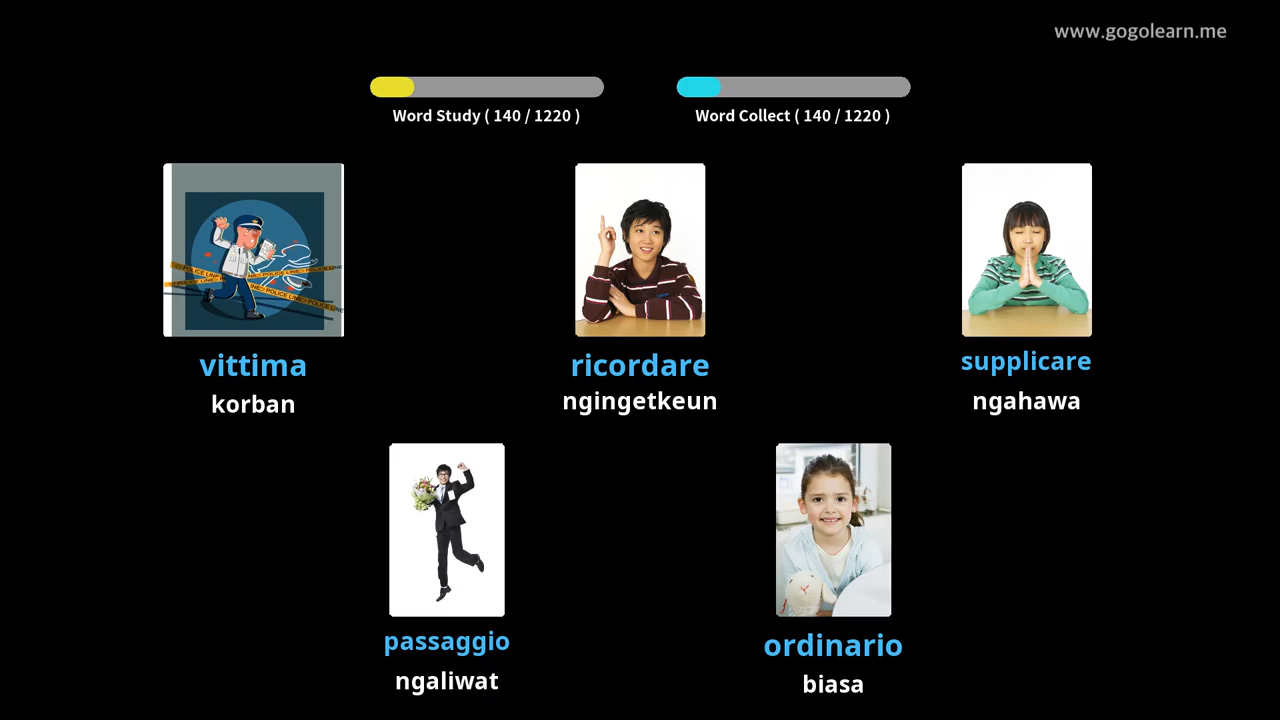 www.gogolearn.me
Word Study ( 140 / 1220 )
Word Collect ( 140 / 1220 )
vittima
korban
ricordare
ngingetkeun
supplicare
ngahawa
passaggio
ngaliwat
ordinario
biasa